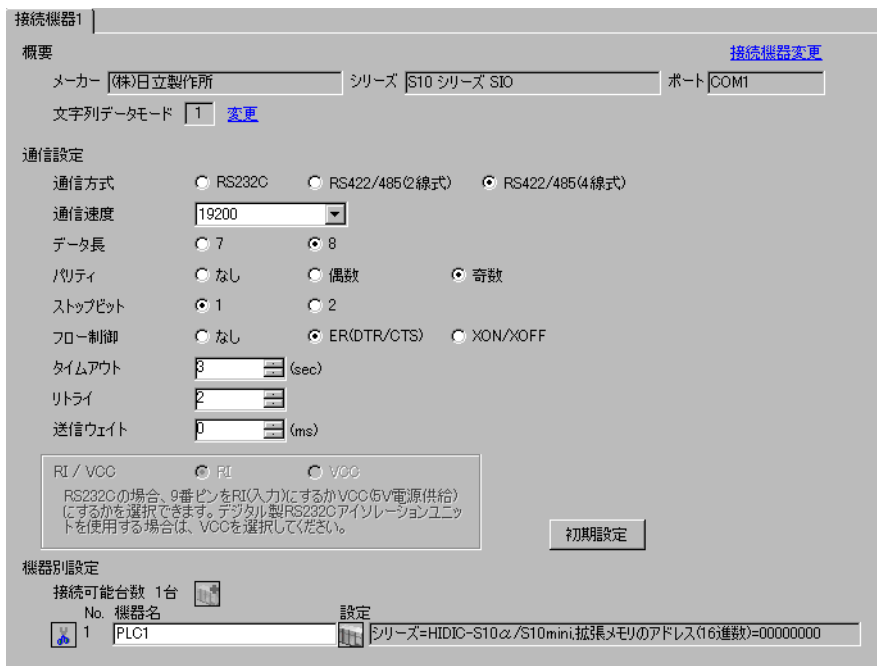 接続機器1
概要 接続機器変更
メーカー (株)日立製作所 シリーズ S10 シリーズ SIO ポート COM1
文字列データモード 1 変更
通信設定
通信方式 RS232C RS422/485(2線式) RS422/485(4線式)
通信速度 19200
データ長 7 8
パリティ なし 偶数 奇数
ストップビット 1 2
フロー制御 なし ER(DTR/CTS) XON/XOFF
タイムアウト 3 (sec)
リトライ 2
送信ウェイト 0 (ms)
RI / VCC RI VCC
RS232Cの場合、9番ピンをRI(入力)にするかVCC(5V電源供給)
にするかを選択できます。デジタル製RS232Cアイソレーションユニッ
トを使用する場合は、VCCを選択してください。
初期設定
機器別設定
接続可能台数 1台
No. 機器名 設定
1 PLC1 シリーズ=HIDIC-S10α/S10mini,拡張メモリのアドレス(16進数)=00000000